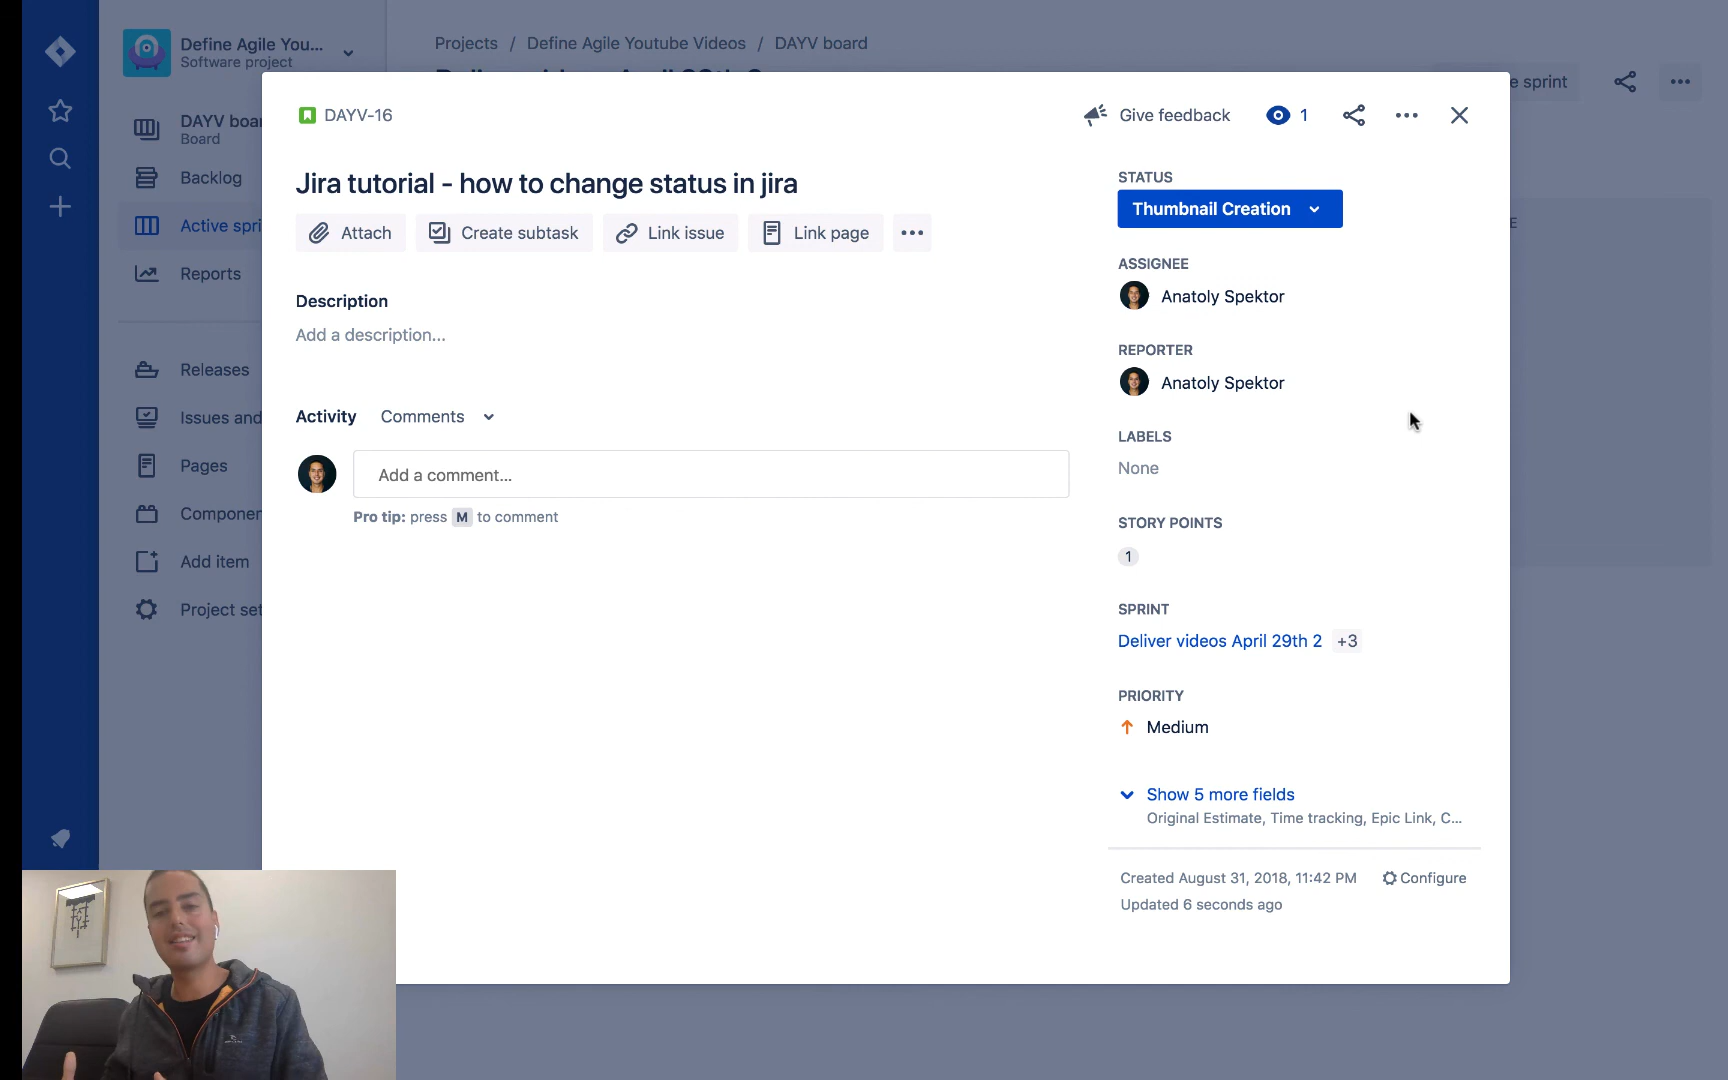 Define Agile You...
Software project
Projects / Define Agile Youtube Videos / DAYV board
e sprint
DAYV boa
Board
Backlog
Active spri
Reports
Releases
Issues and
Pages
Componen
Add item
Project set
DAYV-16
Give feedback
1
Jira tutorial - how to change status in jira
Attach
Create subtask
Link issue
Link page
Description
Add a description...
Activity Comments
Add a comment...
Pro tip: press M to comment
STATUS
Thumbnail Creation
ASSIGNEE
Anatoly Spektor
REPORTER
Anatoly Spektor
LABELS
None
STORY POINTS
1
SPRINT
Deliver videos April 29th 2 +3
PRIORITY
Medium
Show 5 more fields
Original Estimate, Time tracking, Epic Link, C...
Created August 31, 2018, 11:42 PM Configure
Updated 6 seconds ago
E